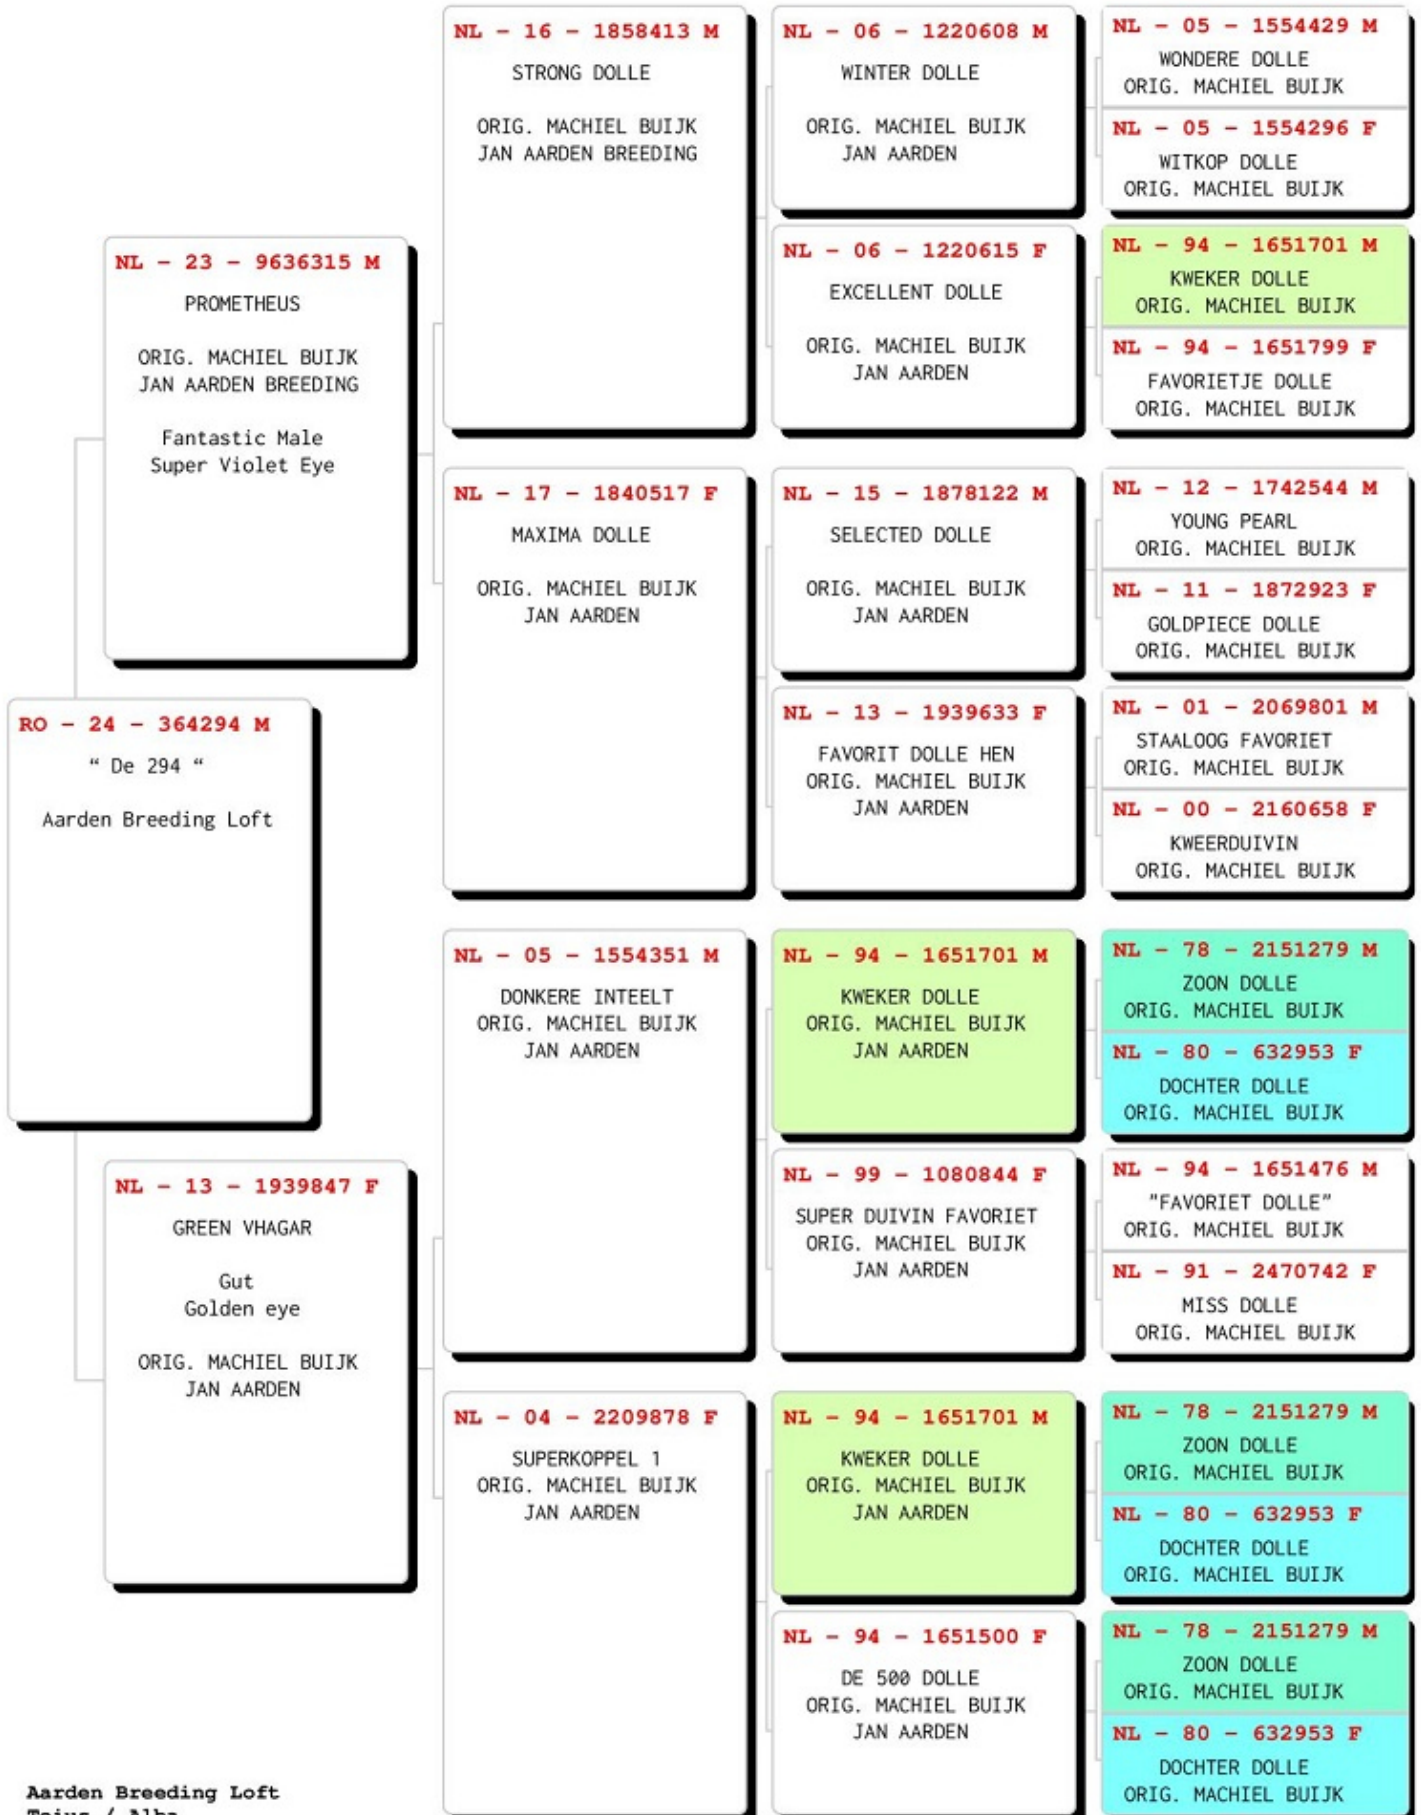 RO - 24 - 364294 M
“ De 294 “
Aarden Breeding Loft
NL - 23 - 9636315 M
PROMETHEUS
ORIG. MACHIEL BUIJK
JAN AARDEN BREEDING
Fantastic Male
Super Violet Eye
NL - 13 - 1939847 F
GREEN VHAGAR
Gut
Golden eye
ORIG. MACHIEL BUIJK
JAN AARDEN
NL - 16 - 1858413 M
STRONG DOLLE
ORIG. MACHIEL BUIJK
JAN AARDEN BREEDING
NL - 17 - 1840517 F
MAXIMA DOLLE
ORIG. MACHIEL BUIJK
JAN AARDEN
NL - 05 - 1554351 M
DONKERE INTEELT
ORIG. MACHIEL BUIJK
JAN AARDEN
NL - 04 - 2209878 F
SUPERKOPPEL 1
ORIG. MACHIEL BUIJK
JAN AARDEN
NL - 06 - 1220608 M
WINTER DOLLE
ORIG. MACHIEL BUIJK
JAN AARDEN
NL - 06 - 1220615 F
EXCELLENT DOLLE
ORIG. MACHIEL BUIJK
JAN AARDEN
NL - 15 - 1878122 M
SELECTED DOLLE
ORIG. MACHIEL BUIJK
JAN AARDEN
NL - 13 - 1939633 F
FAVORIT DOLLE HEN
ORIG. MACHIEL BUIJK
JAN AARDEN
NL - 94 - 1651701 M
KWEKER DOLLE
ORIG. MACHIEL BUIJK
JAN AARDEN
NL - 99 - 1080844 F
SUPER DUIVIN FAVORIET
ORIG. MACHIEL BUIJK
JAN AARDEN
NL - 94 - 1651701 M
KWEKER DOLLE
ORIG. MACHIEL BUIJK
JAN AARDEN
NL - 94 - 1651500 F
DE 500 DOLLE
ORIG. MACHIEL BUIJK
JAN AARDEN
NL - 05 - 1554429 M
WONDERE DOLLE
ORIG. MACHIEL BUIJK
NL - 05 - 1554296 F
WITKOP DOLLE
ORIG. MACHIEL BUIJK
NL - 94 - 1651701 M
KWEKER DOLLE
ORIG. MACHIEL BUIJK
NL - 94 - 1651799 F
FAVORIETJE DOLLE
ORIG. MACHIEL BUIJK
NL - 12 - 1742544 M
YOUNG PEARL
ORIG. MACHIEL BUIJK
NL - 11 - 1872923 F
GOLDPIECE DOLLE
ORIG. MACHIEL BUIJK
NL - 01 - 2069801 M
STAALOOG FAVORIET
ORIG. MACHIEL BUIJK
NL - 00 - 2160658 F
KWEERDUIVIN
ORIG. MACHIEL BUIJK
NL - 78 - 2151279 M
ZOON DOLLE
ORIG. MACHIEL BUIJK
NL - 80 - 632953 F
DOCHTER DOLLE
ORIG. MACHIEL BUIJK
NL - 94 - 1651476 M
"FAVORIET DOLLE"
ORIG. MACHIEL BUIJK
NL - 91 - 2470742 F
MISS DOLLE
ORIG. MACHIEL BUIJK
NL - 78 - 2151279 M
ZOON DOLLE
ORIG. MACHIEL BUIJK
NL - 80 - 632953 F
DOCHTER DOLLE
ORIG. MACHIEL BUIJK
NL - 78 - 2151279 M
ZOON DOLLE
ORIG. MACHIEL BUIJK
NL - 80 - 632953 F
DOCHTER DOLLE
ORIG. MACHIEL BUIJK
Aarden Breeding Loft
/ Alba